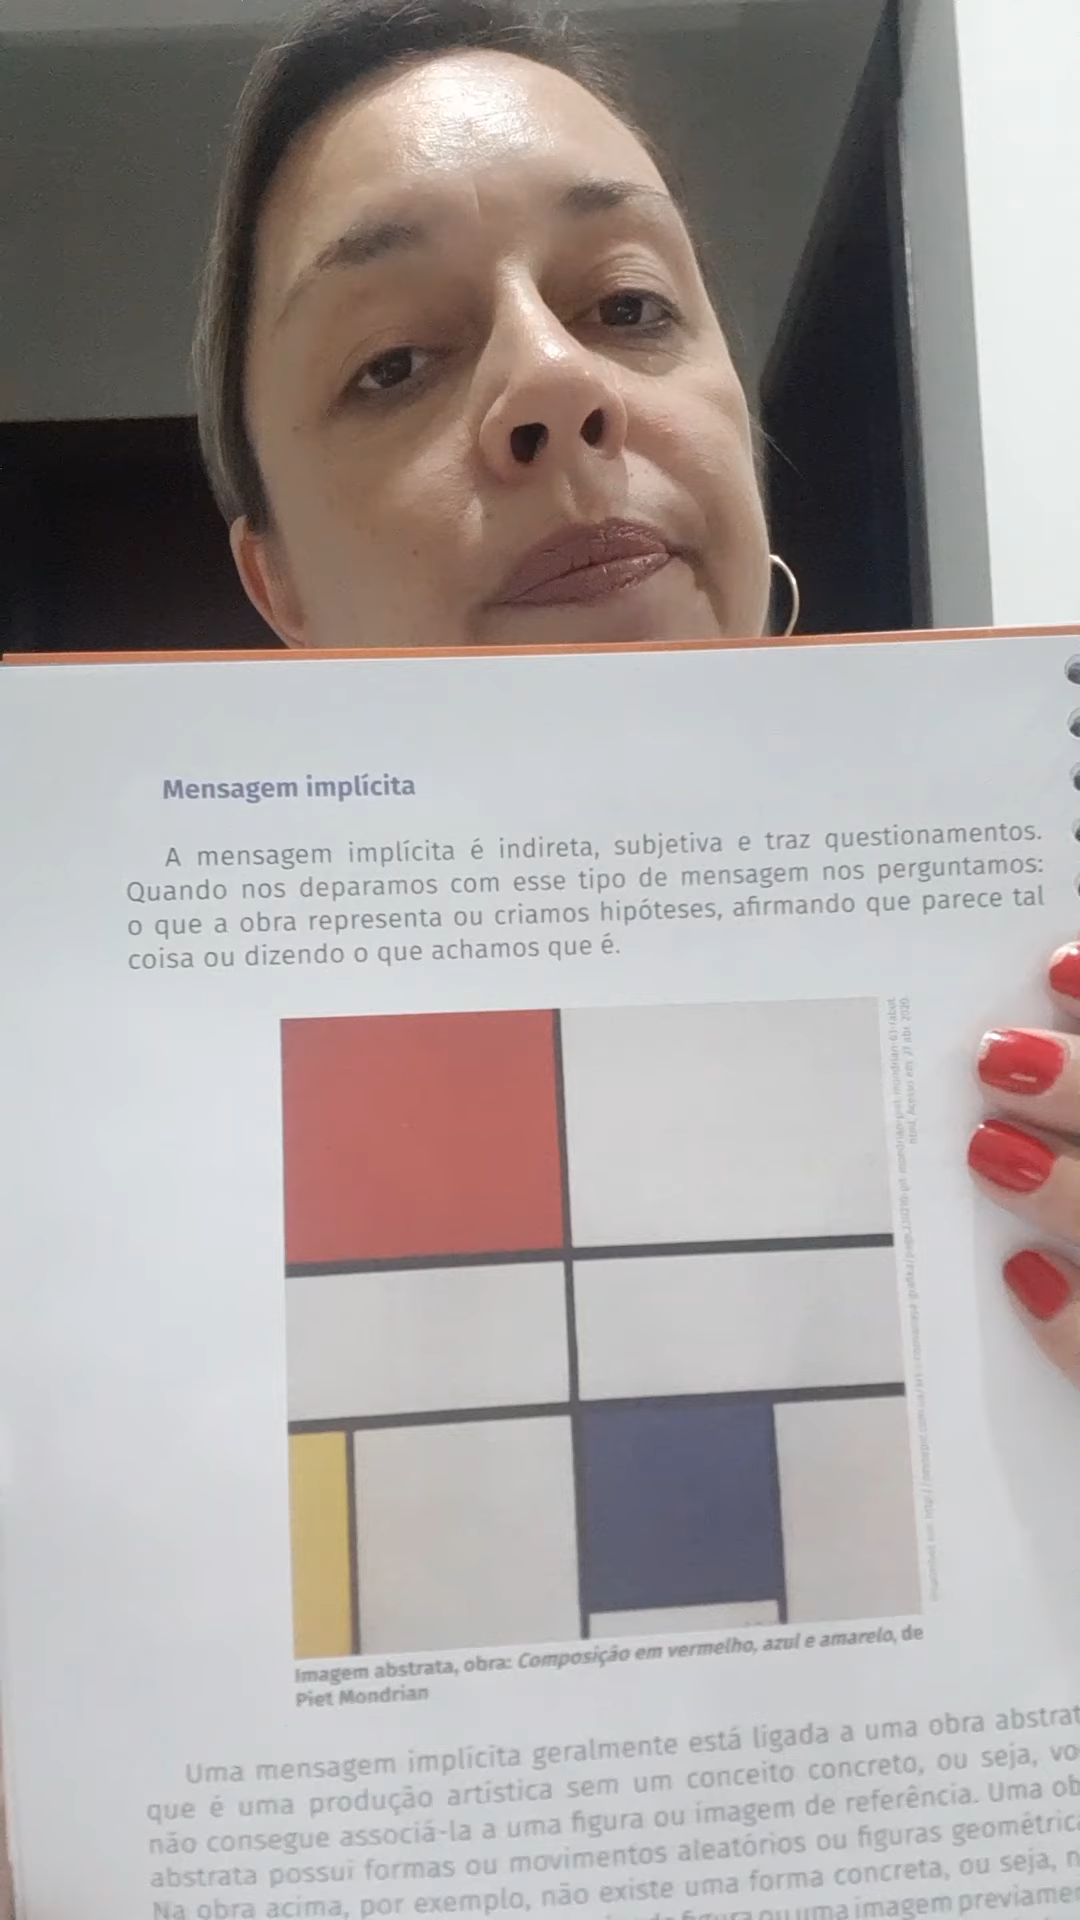 Mensagem implícita
A mensagem implícita é indireta, subjetiva e traz questionamentos.
Quando nos deparamos com esse tipo de mensagem nos perguntamos:
o que a obra representa ou criamos hipóteses, afirmando que parece tal
coisa ou dizendo o que achamos que é.
Imagem abstrata, obra: Composição em vermelho, azul e amarelo, de
Piet Mondrian
Uma mensagem implícita geralmente está ligada a uma obra abstrat
que é uma produção artística sem um conceito concreto, ou seja, vo
não consegue associá-la a uma figura ou imagem de referência. Uma ob
abstrata possui formas ou movimentos aleatórios ou figuras geométrica
Na obra acima, por exemplo, não existe uma forma concreta, ou seja, n
figura ou uma imagem previamen